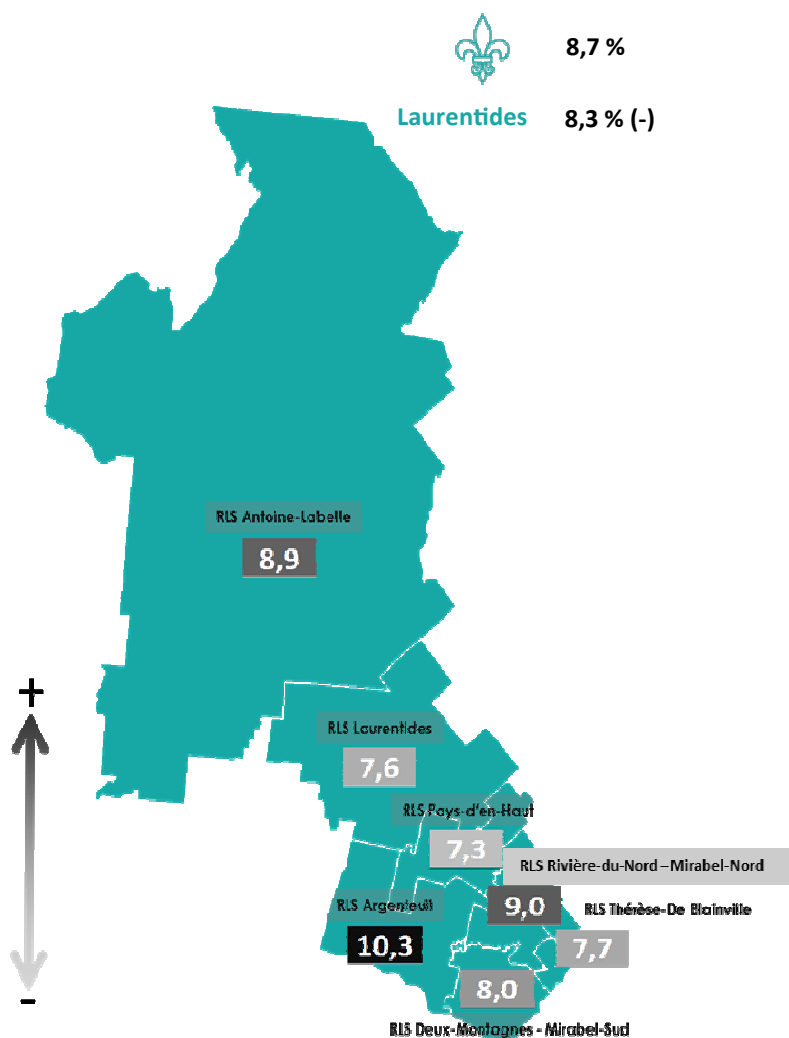 8,7 %
Laurentides 8,3 % (-)
RLS Antoine-Labelle
8,9
+
RLS Laurentides
7,6
RLS Pays-d'en-Haut
7,3
RLS Rivière-du-Nord – Mirabel-Nord
9,0
RLS Argenteuil
10,3
RLS Thérèse-De Blainville
7,7
8,0
-
RLS Deux-Montagnes - Mirabel-Sud